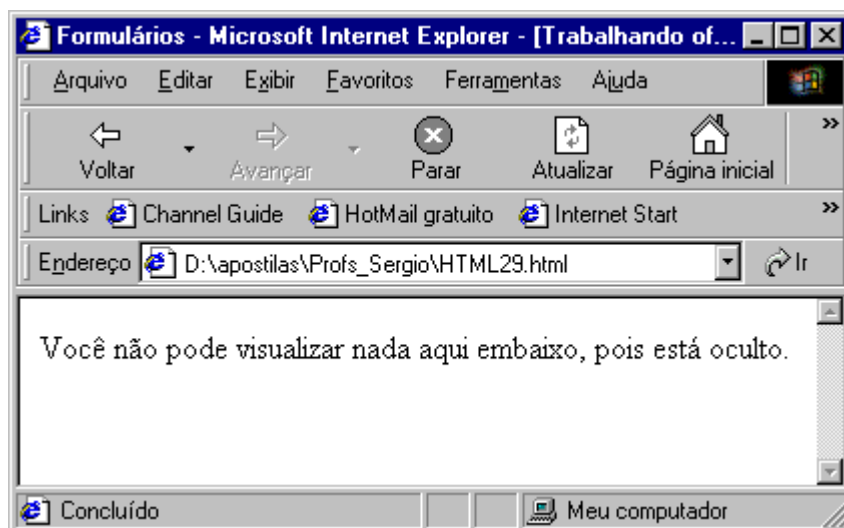 Formulários - Microsoft Internet Explorer - [Trabalhando of...
Arquivo Editar Exibir Favoritos Ferramentas Ajuda
Voltar Avançar Parar Atualizar Página inicial »
Links Channel Guide HotMail gratuito Internet Start »
Endereço D:\apostilas\Profs_Sergio\HTML29.html Ir
Você não pode visualizar nada aqui embaixo, pois está oculto.
Concluído Meu computador